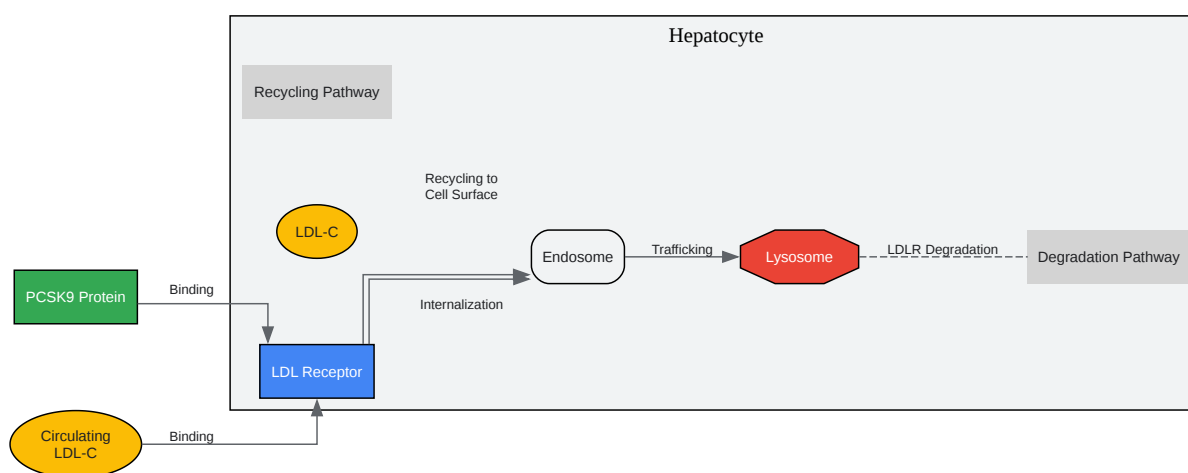 Hepatocyte
Recycling Pathway
Recycling to
Cell Surface
LDL-C
Endosome
Trafficking
Lysosome
LDLR Degradation
Degradation Pathway
PCSK9 Protein
Binding
Internalization
LDL Receptor
Circulating
LDL-C
Binding